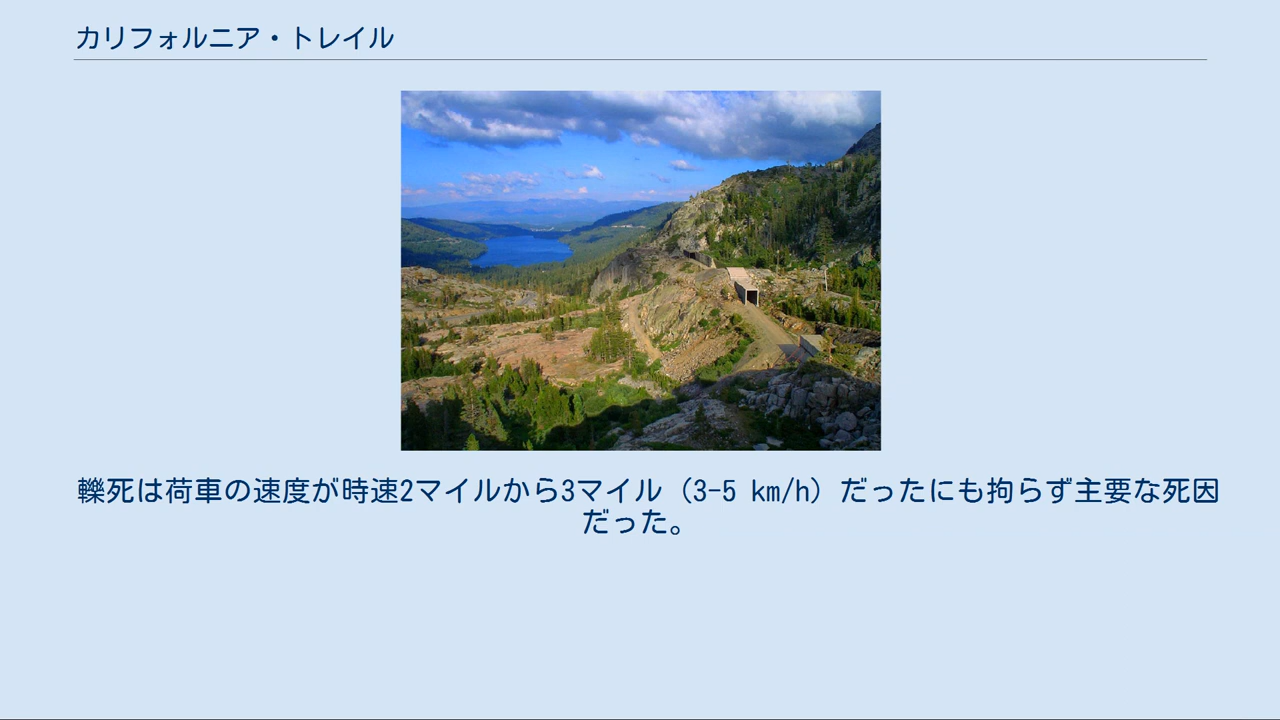 カリフォルニア・トレイル
轢死は荷車の速度が時速2マイルから3マイル（3-5 km/h）だったにも拘らず主要な死因
だった。